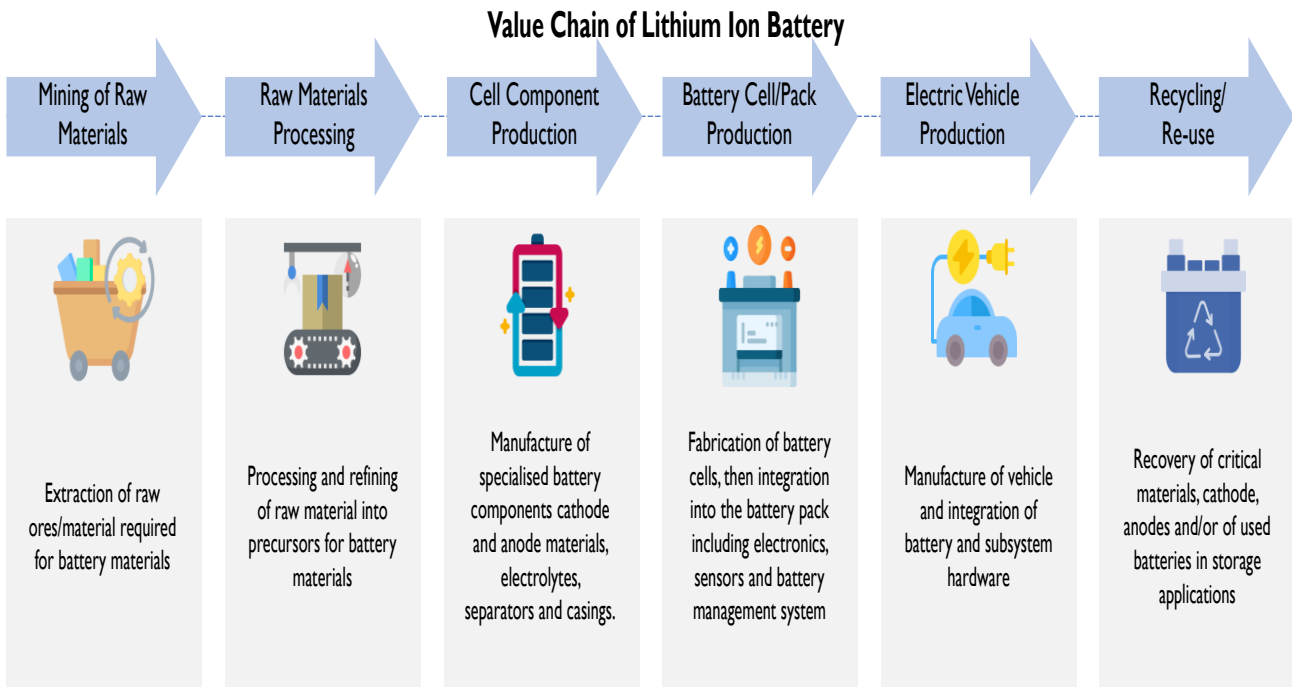 Value Chain of Lithium Ion Battery
Mining of Raw
Materials
Raw Materials
Processing
Cell Component
Production
Battery Cell/Pack
Production
Electric Vehicle
Production
Recycling/
Re-use
Extraction of raw
ores/material required
for battery materials
Processing and refining
of raw material into
precursors for battery
materials
Manufacture of
specialised battery
components cathode
and anode materials,
electrolytes,
separators and casings.
Fabrication of battery
cells, then integration
into the battery pack
including electronics,
sensors and battery
management system
Manufacture of vehicle
and integration of
battery and subsystem
hardware
Recovery of critical
materials, cathode,
anodes and/or of used
batteries in storage
applications